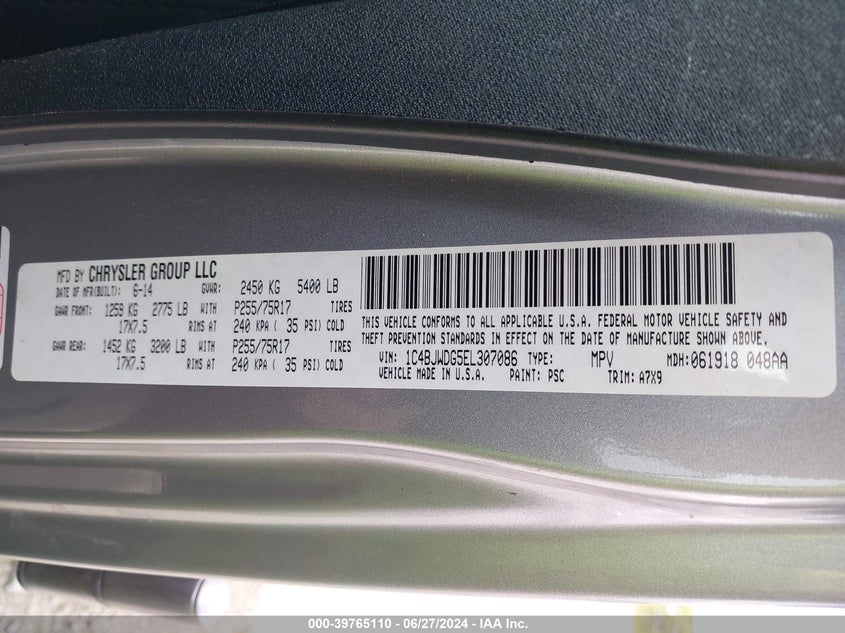 MFD BY CHRYSLER GROUP LLC
DATE OF MFR(BUILT): 6-14 GVWR: 2450 KG 5400 LB
GAWR FRONT: 1259 KG 2775 LB WITH P255/75R17 TIRES
17X7.5 RIMS AT 240 KPA ( 35 PSI) COLD
GAWR REAR: 1452 KG 3200 LB WITH P255/75R17 TIRES
17X7.5 RIMS AT 240 KPA ( 35 PSI) COLD
THIS VEHICLE CONFORMS TO ALL APPLICABLE U.S.A. FEDERAL MOTOR VEHICLE SAFETY AND
THEFT PREVENTION STANDARDS IN EFFECT ON THE DATE OF MANUFACTURE SHOWN ABOVE.
VIN: 1C4BJWDG5EL307086 TYPE: MPV MDH:061918 048AA
VEHICLE MADE IN U.S.A. PAINT: PSC TRIM: A7X9
000-39765110 - 06/27/2024 - IAA Inc.